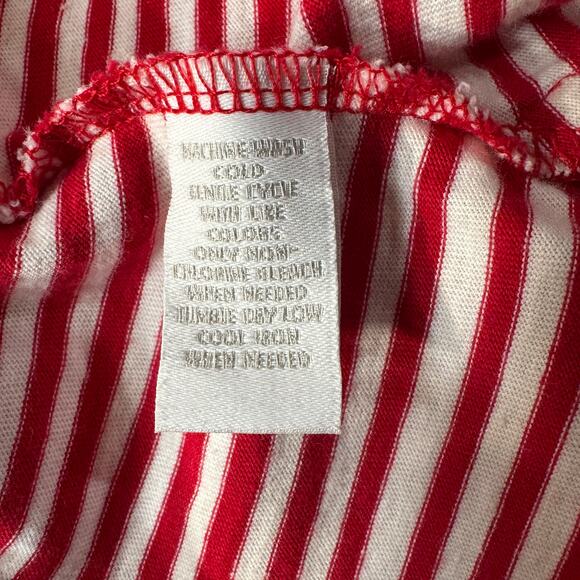 MACHINE WASH
COLD
GENTLE CYCLE
WITH LIKE
COLORS
ONLY NON-
CHLORINE BLEACH
WHEN NEEDED
TUMBLE DRY LOW
COOL IRON
WHEN NEEDED